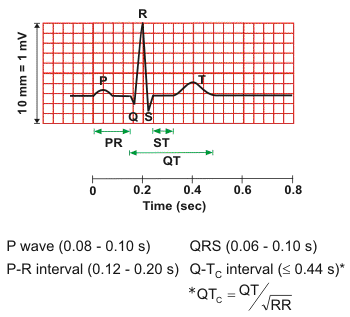 R
10 mm = 1 mV
P
T
Q S
PR
ST
QT
0 0.2 0.4 0.6 0.8
Time (sec)
P wave (0.08 - 0.10 s) QRS (0.06 - 0.10 s)
P-R interval (0.12 - 0.20 s) Q-TC interval (≤ 0.44 s)*
*QTC = QT/√RR